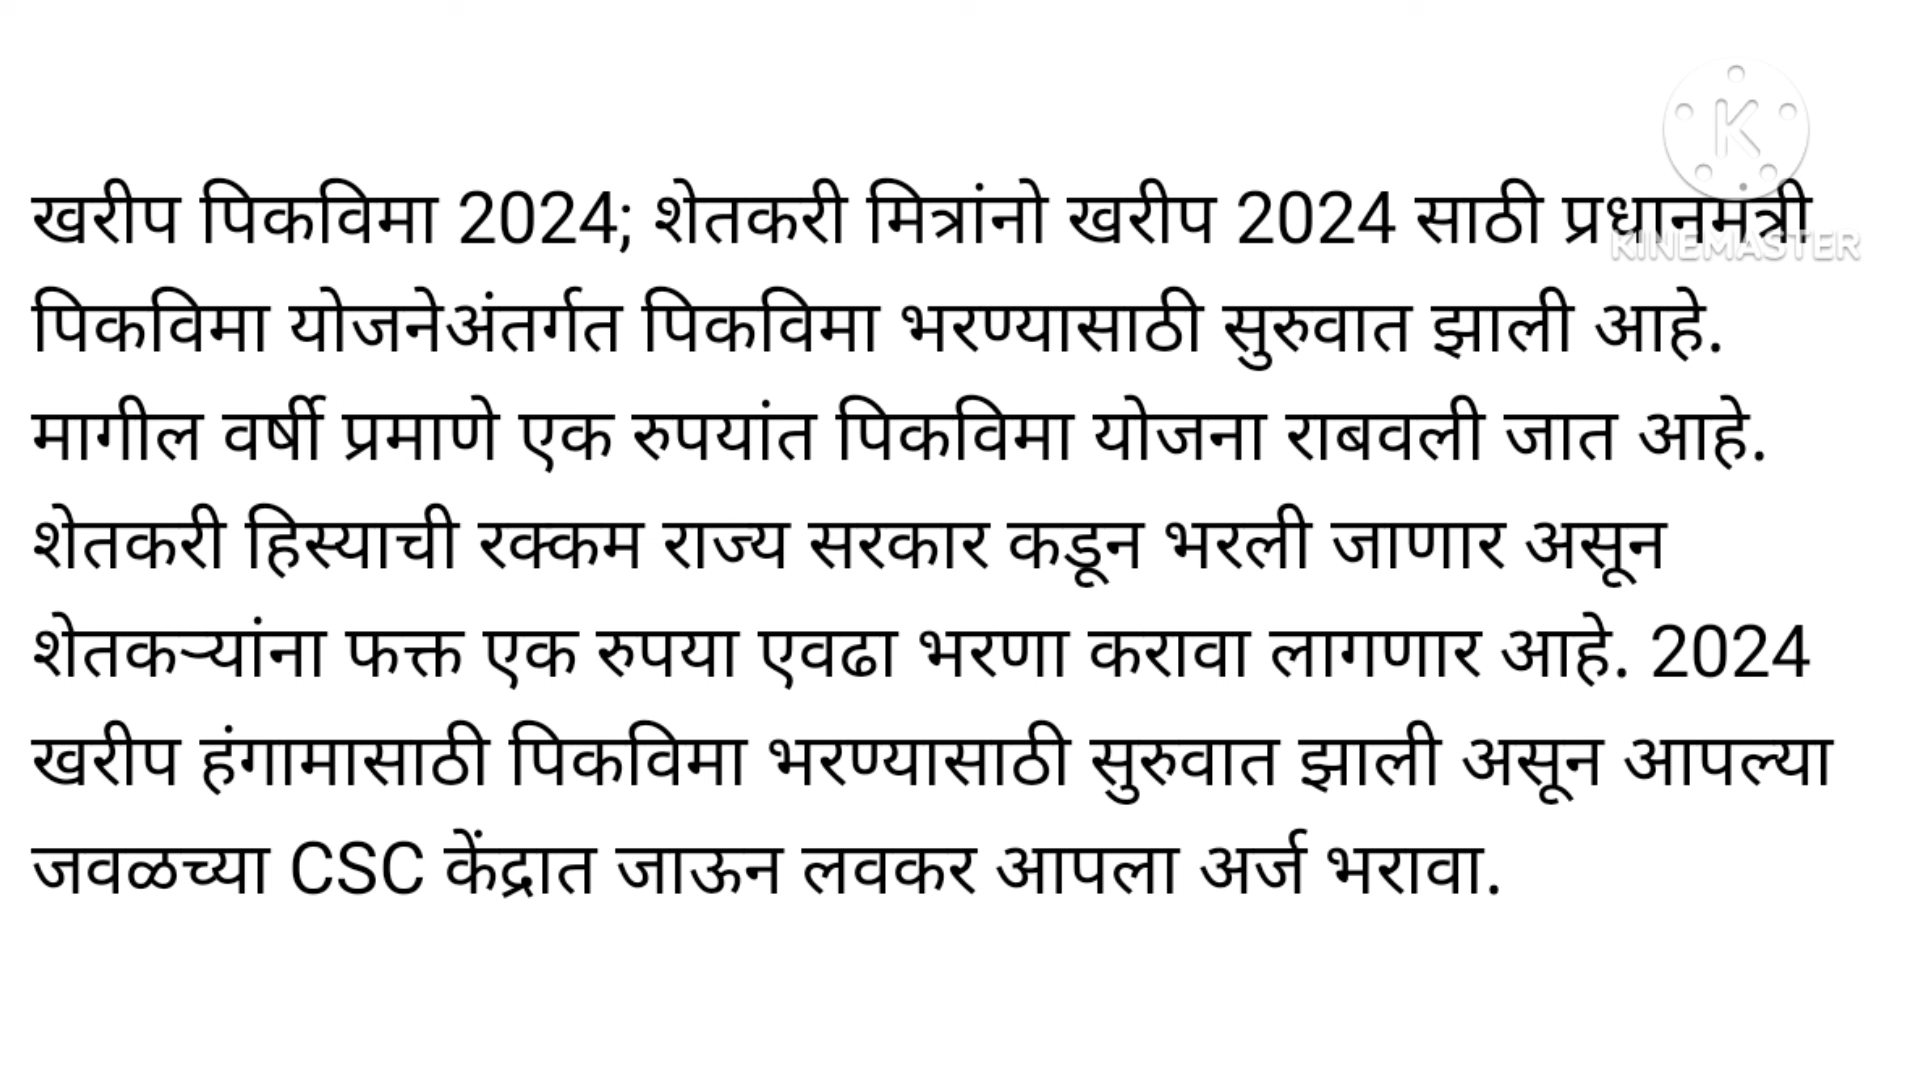 खरीप पिकविमा 2024; शेतकरी मित्रांनो खरीप 2024 साठी प्रधानमंत्री
पिकविमा योजनेअंतर्गत पिकविमा भरण्यासाठी सुरुवात झाली आहे.
मागील वर्षी प्रमाणे एक रुपयांत पिकविमा योजना राबवली जात आहे.
शेतकरी हिस्याची रक्कम राज्य सरकार कडून भरली जाणार असून
शेतकऱ्यांना फक्त एक रुपया एवढा भरणा करावा लागणार आहे. 2024
खरीप हंगामासाठी पिकविमा भरण्यासाठी सुरुवात झाली असून आपल्या
जवळच्या CSC केंद्रात जाऊन लवकर आपला अर्ज भरावा.
K
KINEMASTER